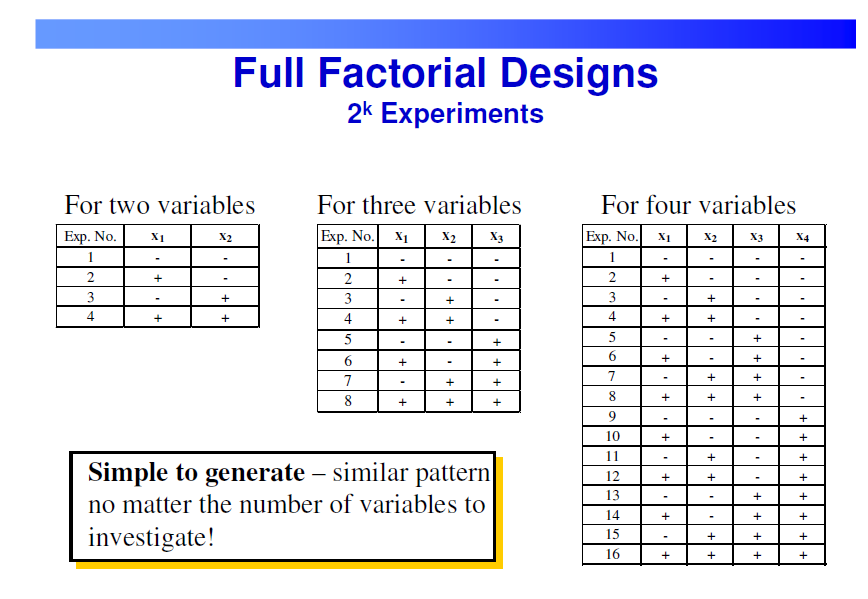 Full Factorial Designs
2ᵏ Experiments
For two variables
Exp. No. x₁ x₂
1 - -
2 + -
3 - +
4 + +
For three variables
Exp. No. x₁ x₂ x₃
1 - - -
2 + - -
3 - + -
4 + + -
5 - - +
6 + - +
7 - + +
8 + + +
For four variables
Exp. No. x₁ x₂ x₃ x₄
1 - - - -
2 + - - -
3 - + - -
4 + + - -
5 - - + -
6 + - + -
7 - + + -
8 + + + -
9 - - - +
10 + - - +
11 - + - +
12 + + - +
13 - - + +
14 + - + +
15 - + + +
16 + + + +
Simple to generate – similar pattern
no matter the number of variables to
investigate!